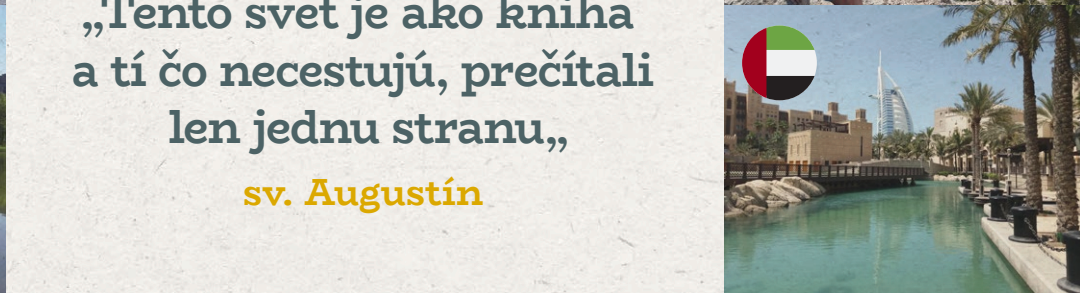 „Tento svet je ako kniha
a tí čo necestujú, prečítali
len jednu stranu„
sv. Augustín